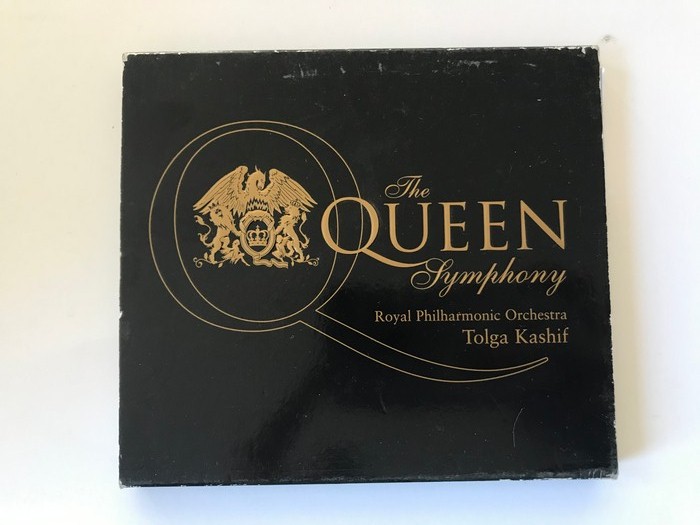 The
QUEEN
Symphony
Royal Philharmonic Orchestra
Tolga Kashif